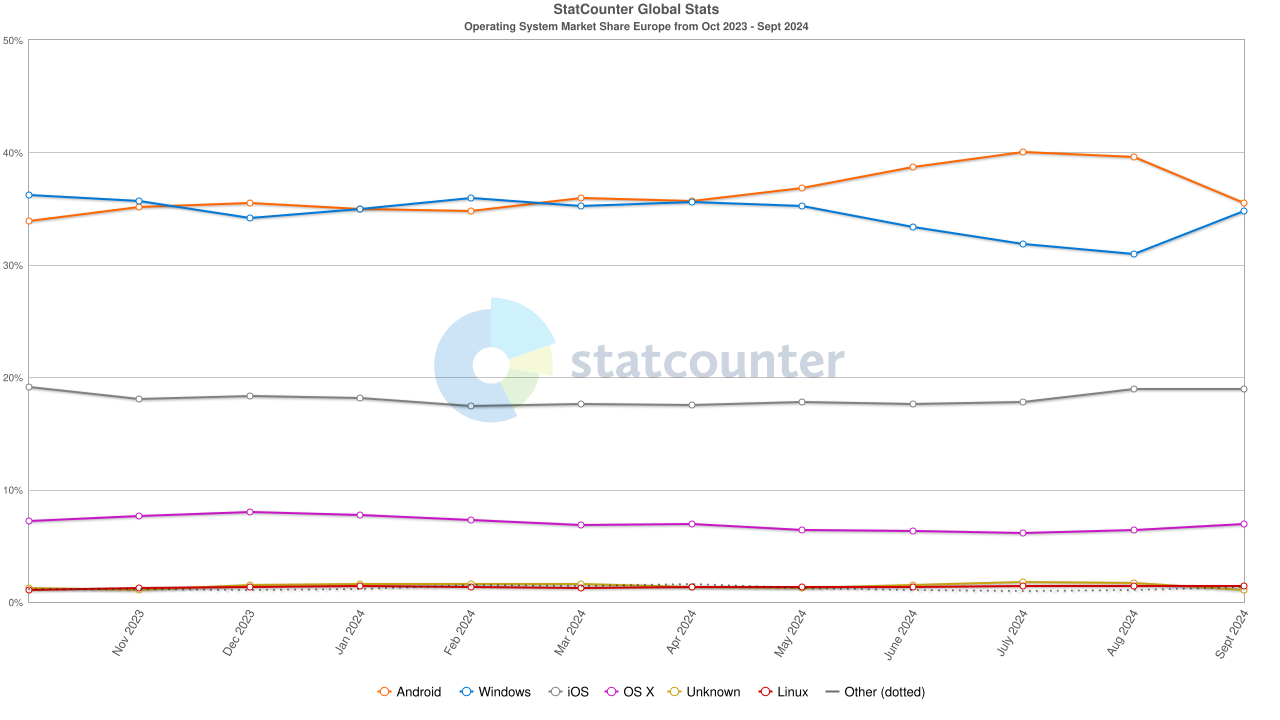 StatCounter Global Stats
Operating System Market Share Europe from Oct 2023 - Sept 2024
50%
40%
30%
20%
10%
0%
statcounter
Nov 2023
Dec 2023
Jan 2024
Feb 2024
Mar 2024
Apr 2024
May 2024
June 2024
July 2024
Aug 2024
Sept 2024
Android Windows iOS OS X Unknown Linux Other (dotted)